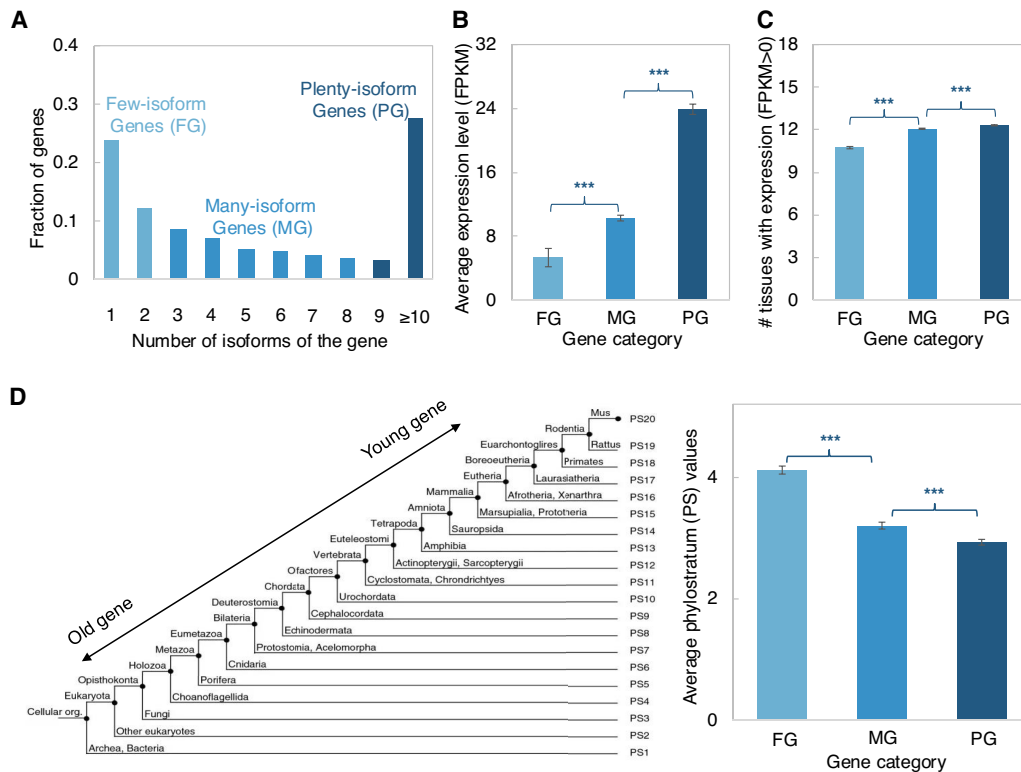 A
0.4
0.3
0.2
0.1
0
Fraction of genes
Few-isoform
Genes (FG)
Plenty-isoform
Genes (PG)
Many-isoform
Genes (MG)
1 2 3 4 5 6 7 8 9 ≥10
Number of isoforms of the gene
B
32
24
16
8
0
Average expression level (FPKM)
***
***
FG MG PG
Gene category
C
18
15
12
9
6
3
0
# tissues with expression (FPKM>0)
***
***
FG MG PG
Gene category
D
Old gene
Young gene
Mus
PS20
Rodentia
Rattus
PS19
Euarchontoglires
Primates
PS18
Boreoeutheria
Laurasiatheria
PS17
Eutheria
Afrotheria, Xenarthra
PS16
Mammalia
Marsupialia, Prototheria
PS15
Amniota
Sauropsida
PS14
Tetrapoda
Amphibia
PS13
Euteleostomi
Actinopterygii, Sarcopterygii
PS12
Vertebrata
Cyclostomata, Chrondrichtyes
PS11
Ofactores
Urochordata
PS10
Chordata
Cephalocordata
PS9
Deuterostomia
Echinodermata
PS8
Bilateria
Protostomia, Acelomorpha
PS7
Eumetazoa
Cnidaria
PS6
Metazoa
Porifera
PS5
Holozoa
Choanoflagellida
PS4
Opisthokonta
Fungi
PS3
Eukaryota
Other eukaryotes
PS2
Cellular org.
Archea, Bacteria
PS1
4
2
0
Average phylostratum (PS) values
***
***
FG MG PG
Gene category